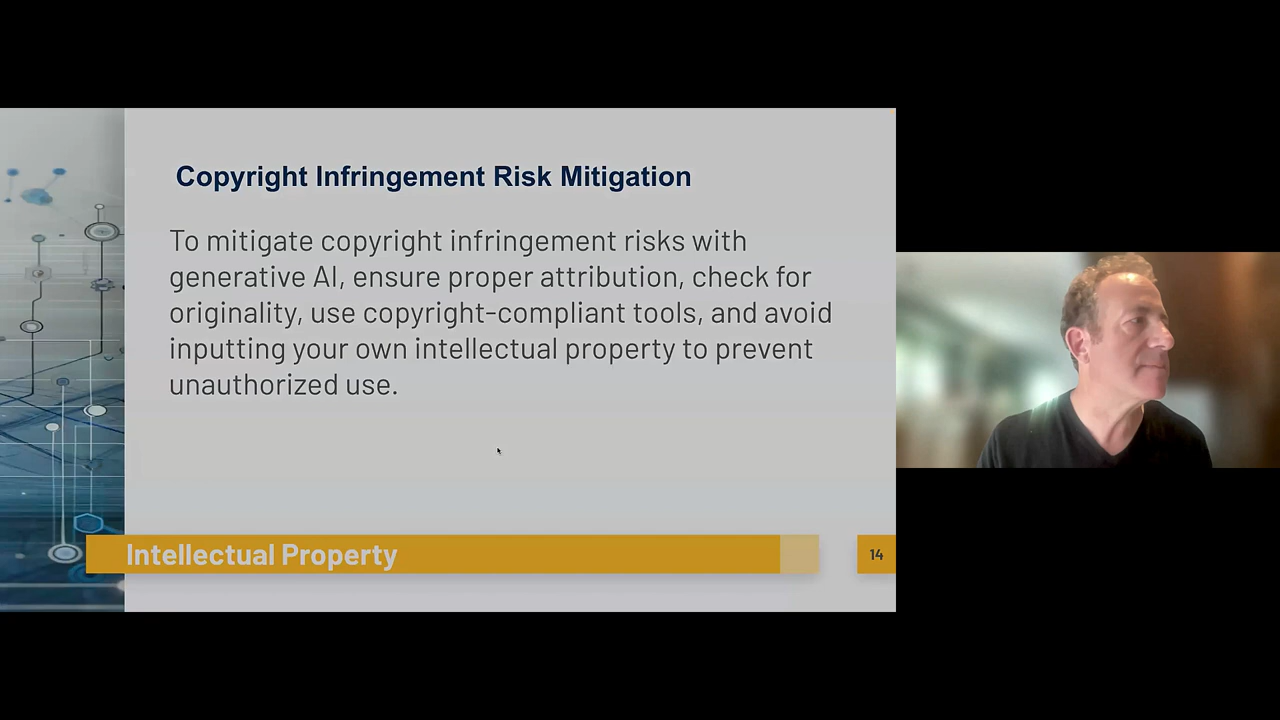 Copyright Infringement Risk Mitigation
To mitigate copyright infringement risks with
generative AI, ensure proper attribution, check for
originality, use copyright-compliant tools, and avoid
inputting your own intellectual property to prevent
unauthorized use.
Intellectual Property
14